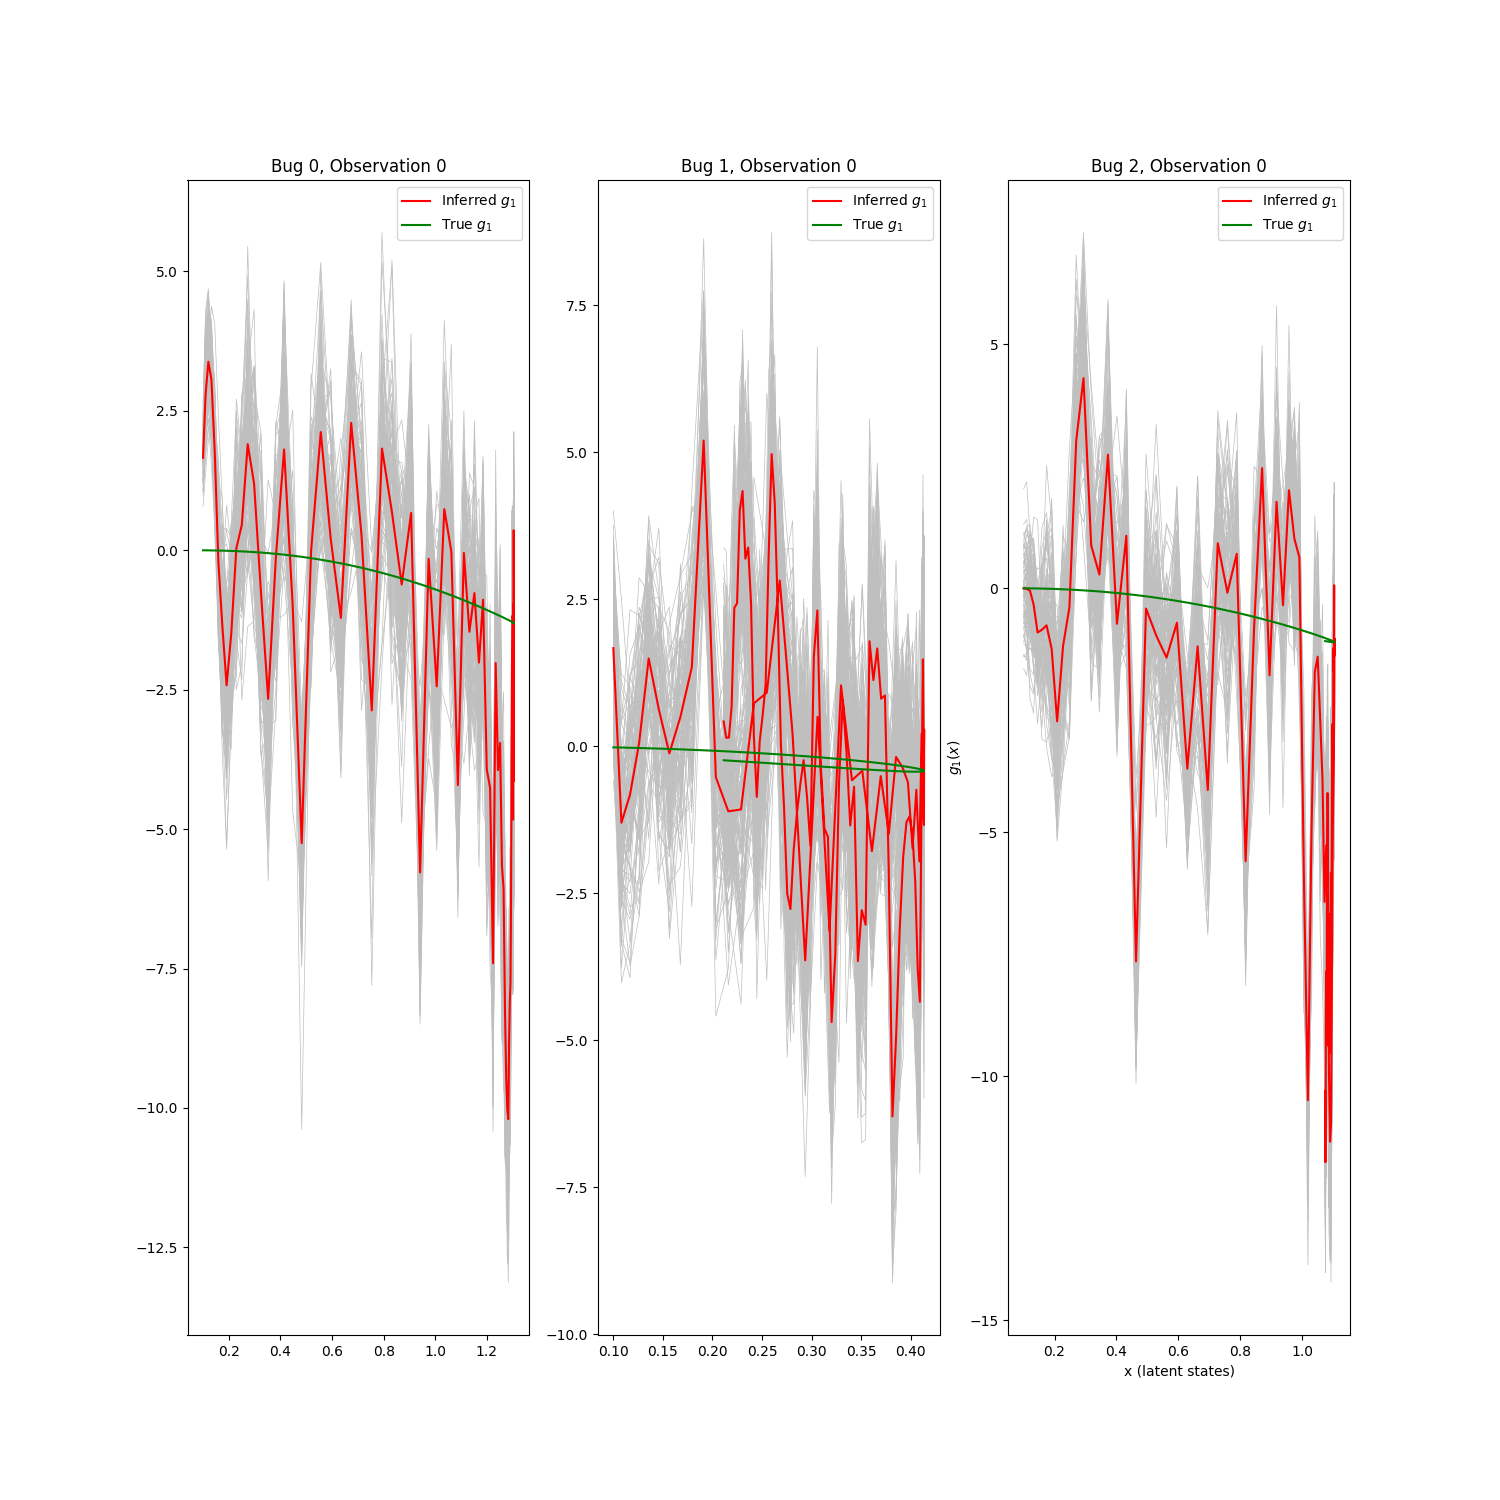 Bug 0, Observation 0
Inferred g₁
True g₁
5.0
2.5
0.0
−2.5
−5.0
−7.5
−10.0
−12.5
0.2 0.4 0.6 0.8 1.0 1.2
Bug 1, Observation 0
Inferred g₁
True g₁
7.5
5.0
2.5
0.0
−2.5
−5.0
−7.5
−10.0
0.10 0.15 0.20 0.25 0.30 0.35 0.40
Bug 2, Observation 0
Inferred g₁
True g₁
g₁(x)
5
0
−5
−10
−15
0.2 0.4 0.6 0.8 1.0
x (latent states)